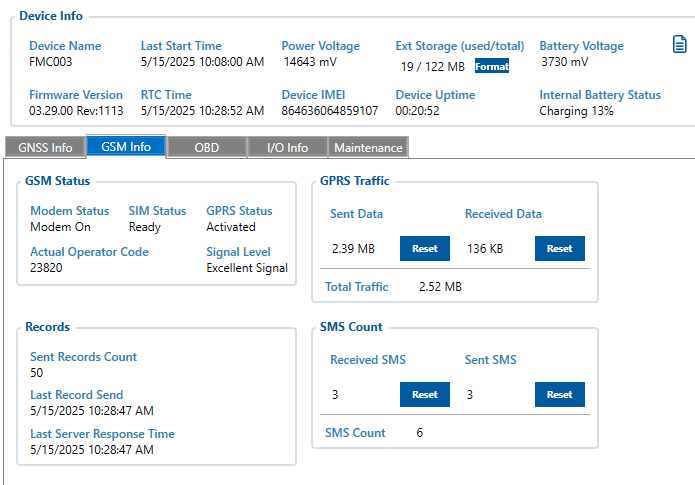 Device Info
Device Name Last Start Time Power Voltage Ext Storage (used/total) Battery Voltage
FMC003 5/15/2025 10:08:00 AM 14643 mV 19 / 122 MB Format 3730 mV
Firmware Version RTC Time Device IMEI Device Uptime Internal Battery Status
03.29.00 Rev:1113 5/15/2025 10:28:52 AM 864636064859107 00:20:52 Charging 13%
GNSS Info GSM Info OBD I/O Info Maintenance
GSM Status
Modem Status SIM Status GPRS Status
Modem On Ready Activated
Actual Operator Code Signal Level
23820 Excellent Signal
GPRS Traffic
Sent Data Received Data
2.39 MB Reset 136 KB Reset
Total Traffic 2.52 MB
Records
Sent Records Count
50
Last Record Send
5/15/2025 10:28:47 AM
Last Server Response Time
5/15/2025 10:28:47 AM
SMS Count
Received SMS Sent SMS
3 Reset 3 Reset
SMS Count 6